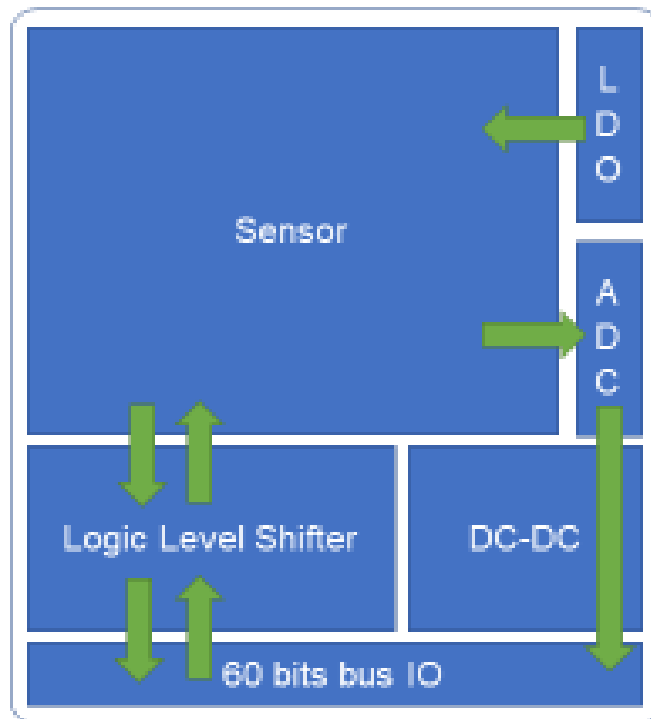 L
D
O
Sensor
A
D
C
Logic Level Shifter
DC-DC
60 bits bus IO